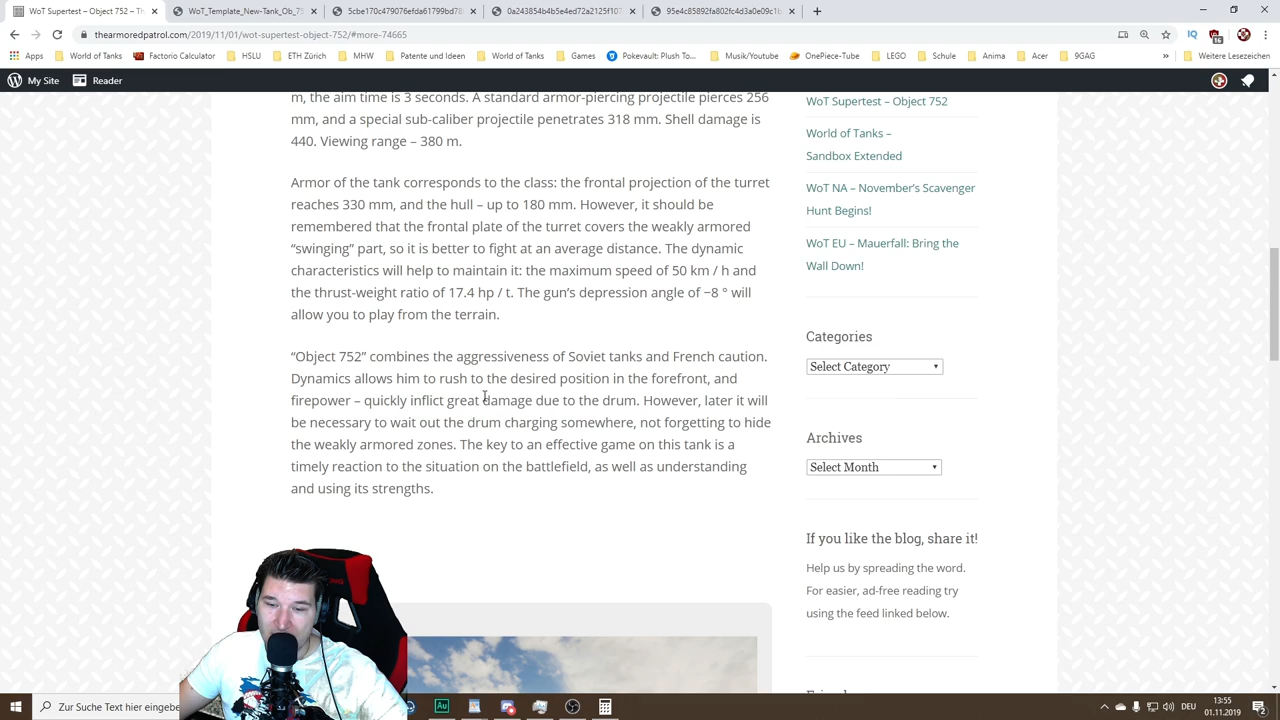 WoT Supertest – Object 752 – Th
WoT_Template_New-Tank_Ob_75
5cbe170c479076efda61799bd78
0a243854b4b5e4ed72a2125f107
95e4c85892fa802fc4d3a0e09c1b
thearmoredpatrol.com/2019/11/01/wot-supertest-object-752/#more-74665
Apps
World of Tanks
Factorio Calculator
HSLU
ETH Zürich
MHW
Patente und Ideen
World of Tanks
Games
Pokevault: Plush To...
Musik/Youtube
OnePiece-Tube
LEGO
Schule
Anima
Acer
9GAG
Weitere Lesezeichen
My Site
Reader
m, the aim time is 3 seconds. A standard armor-piercing projectile pierces 256
mm, and a special sub-caliber projectile penetrates 318 mm. Shell damage is
440. Viewing range – 380 m.
Armor of the tank corresponds to the class: the frontal projection of the turret
reaches 330 mm, and the hull – up to 180 mm. However, it should be
remembered that the frontal plate of the turret covers the weakly armored
“swinging” part, so it is better to fight at an average distance. The dynamic
characteristics will help to maintain it: the maximum speed of 50 km / h and
the thrust-weight ratio of 17.4 hp / t. The gun’s depression angle of −8 ° will
allow you to play from the terrain.
“Object 752” combines the aggressiveness of Soviet tanks and French caution.
Dynamics allows him to rush to the desired position in the forefront, and
firepower – quickly inflict great damage due to the drum. However, later it will
be necessary to wait out the drum charging somewhere, not forgetting to hide
the weakly armored zones. The key to an effective game on this tank is a
timely reaction to the situation on the battlefield, as well as understanding
and using its strengths.
WoT Supertest – Object 752
World of Tanks –
Sandbox Extended
WoT NA – November’s Scavenger
Hunt Begins!
WoT EU – Mauerfall: Bring the
Wall Down!
Categories
Select Category
Archives
Select Month
If you like the blog, share it!
Help us by spreading the word.
For easier, ad-free reading try
using the feed linked below.
Zur Suche Text hier eingebe
Au
DEU
13:55
01.11.2019
2